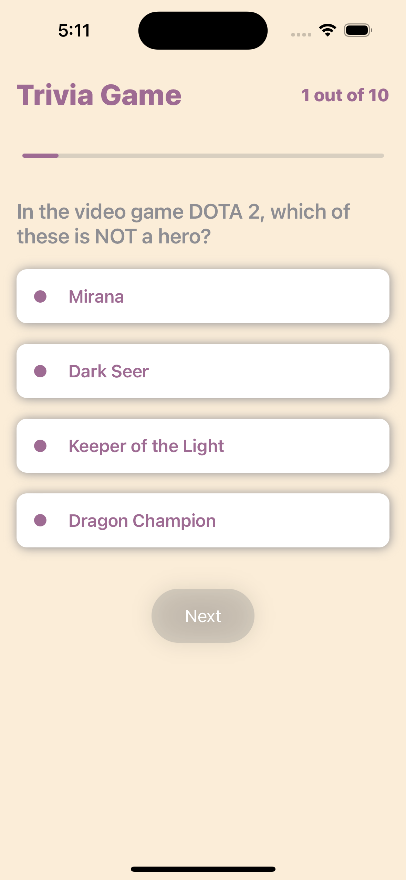 5:11
Trivia Game
1 out of 10
In the video game DOTA 2, which of
these is NOT a hero?
Mirana
Dark Seer
Keeper of the Light
Dragon Champion
Next